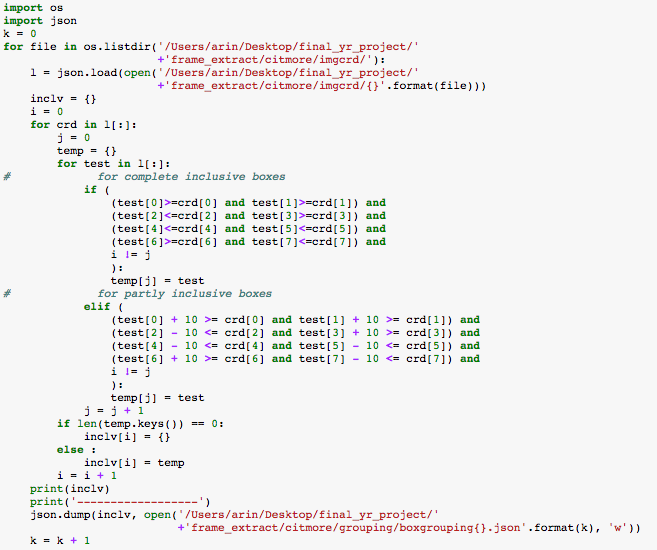 import os
import json
k = 0
for file in os.listdir('/Users/arin/Desktop/final_yr_project/'
                       +'frame_extract/citmore/imgcrd/'):
    l = json.load(open('/Users/arin/Desktop/final_yr_project/'
                       +'frame_extract/citmore/imgcrd/{}'.format(file)))
    inclv = {}
    i = 0
    for crd in l[:]:
        j = 0
        temp = {}
        for test in l[:]:
#             for complete inclusive boxes
            if (
                (test[0]>=crd[0] and test[1]>=crd[1]) and
                (test[2]<=crd[2] and test[3]>=crd[3]) and
                (test[4]<=crd[4] and test[5]<=crd[5]) and
                (test[6]>=crd[6] and test[7]<=crd[7]) and
                i != j
                ):
                temp[j] = test
#             for partly inclusive boxes
            elif (
                (test[0] + 10 >= crd[0] and test[1] + 10 >= crd[1]) and
                (test[2] - 10 <= crd[2] and test[3] + 10 >= crd[3]) and
                (test[4] - 10 <= crd[4] and test[5] - 10 <= crd[5]) and
                (test[6] + 10 >= crd[6] and test[7] - 10 <= crd[7]) and
                i != j
                ):
                temp[j] = test
            j = j + 1
        if len(temp.keys()) == 0:
            inclv[i] = {}
        else :
            inclv[i] = temp
        i = i + 1
    print(inclv)
    print('------------------')
    json.dump(inclv, open('/Users/arin/Desktop/final_yr_project/'
                          +'frame_extract/citmore/grouping/boxgrouping{}.json'.format(k), 'w'))
    k = k + 1